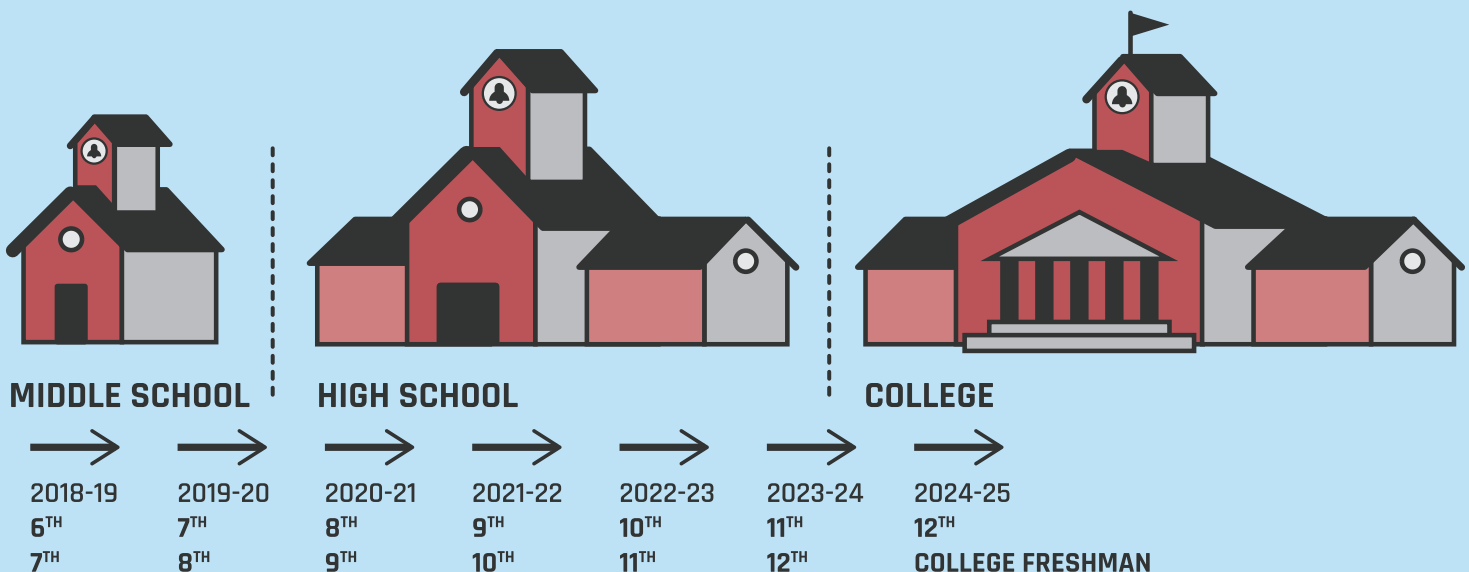 MIDDLE SCHOOL HIGH SCHOOL COLLEGE
2018-19 2019-20 2020-21 2021-22 2022-23 2023-24 2024-25
6TH 7TH 8TH 9TH 10TH 11TH 12TH
7TH 8TH 9TH 10TH 11TH 12TH COLLEGE FRESHMAN